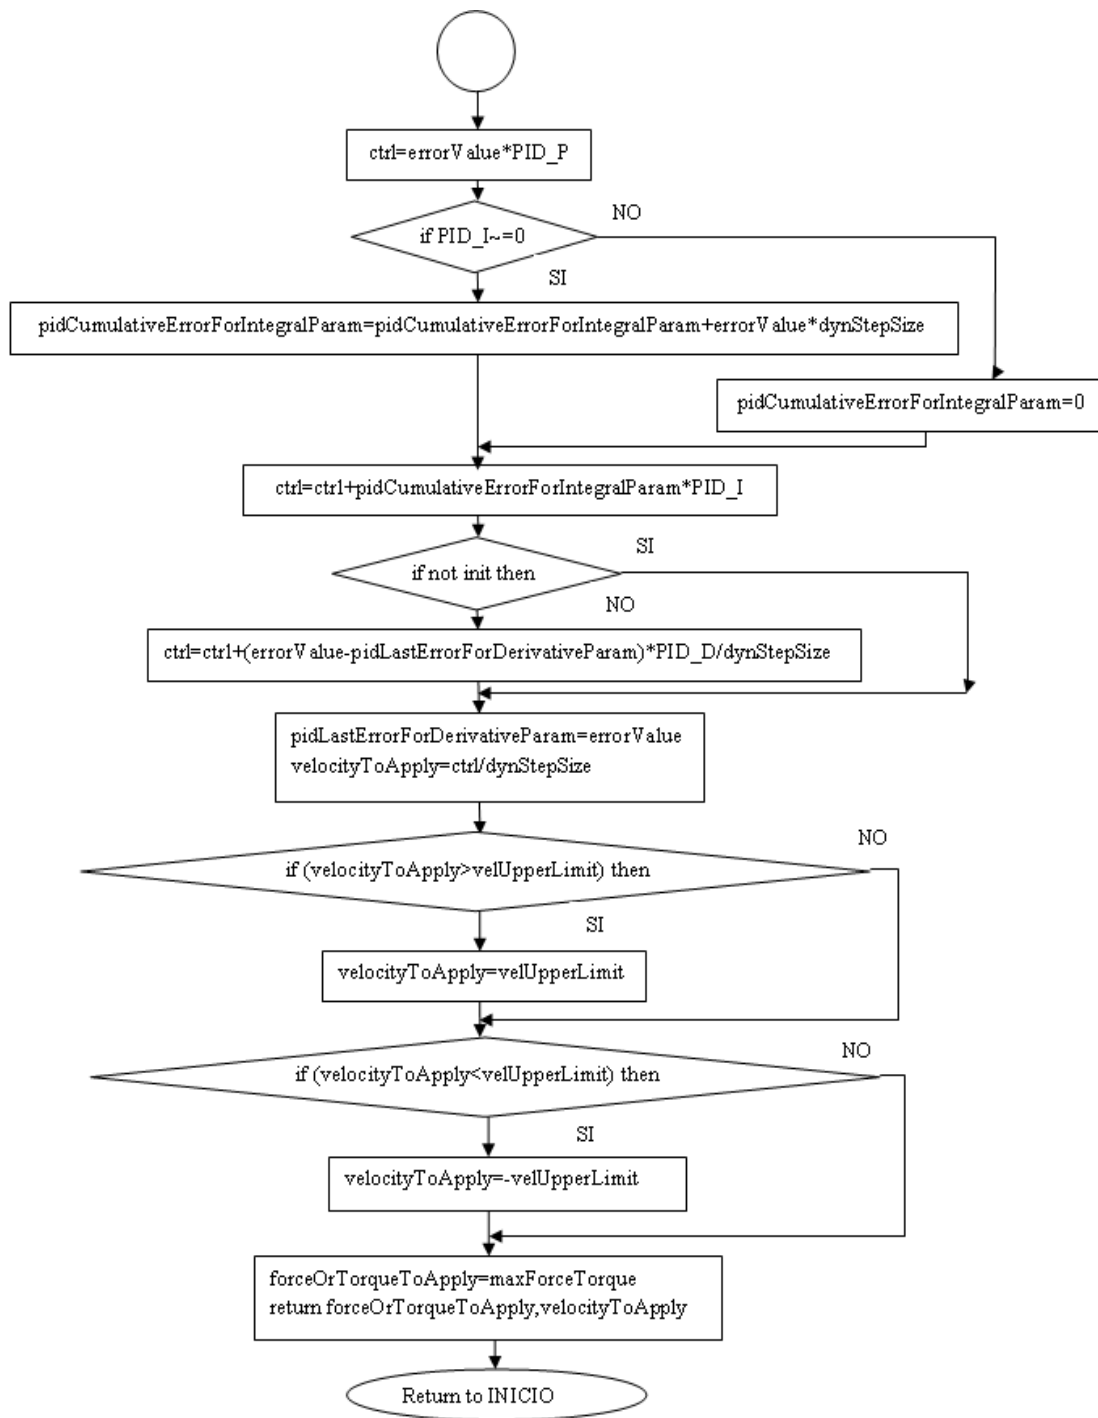 ctrl=errorValue*PID_P
NO
if PID_I~=0
SI
pidCumulativeErrorForIntegralParam=pidCumulativeErrorForIntegralParam+errorValue*dynStepSize
pidCumulativeErrorForIntegralParam=0
ctrl=ctrl+pidCumulativeErrorForIntegralParam*PID_I
SI
if not init then
NO
ctrl=ctrl+(errorValue-pidLastErrorForDerivativeParam)*PID_D/dynStepSize
pidLastErrorForDerivativeParam=errorValue
velocityToApply=ctrl/dynStepSize
NO
if (velocityToApply>velUpperLimit) then
SI
velocityToApply=velUpperLimit
NO
if (velocityToApply<velUpperLimit) then
SI
velocityToApply=-velUpperLimit
forceOrTorqueToApply=maxForceTorque
return forceOrTorqueToApply,velocityToApply
Return to INICIO